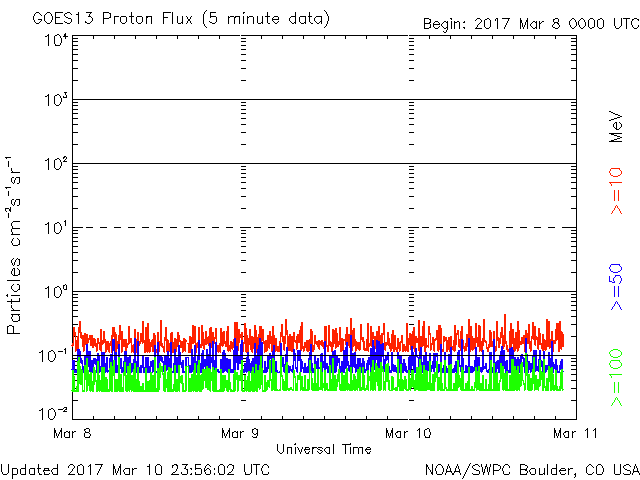 GOES13 Proton Flux (5 minute data)
Begin: 2017 Mar 8 0000 UTC
Particles cm⁻²s⁻¹sr⁻¹
10⁴
10³
10²
10¹
10⁰
10⁻¹
10⁻²
Mar 8
Mar 9
Mar 10
Mar 11
Universal Time
MeV
>=10
>=50
>=100
Updated 2017 Mar 10 23:56:02 UTC
NOAA/SWPC Boulder, CO USA